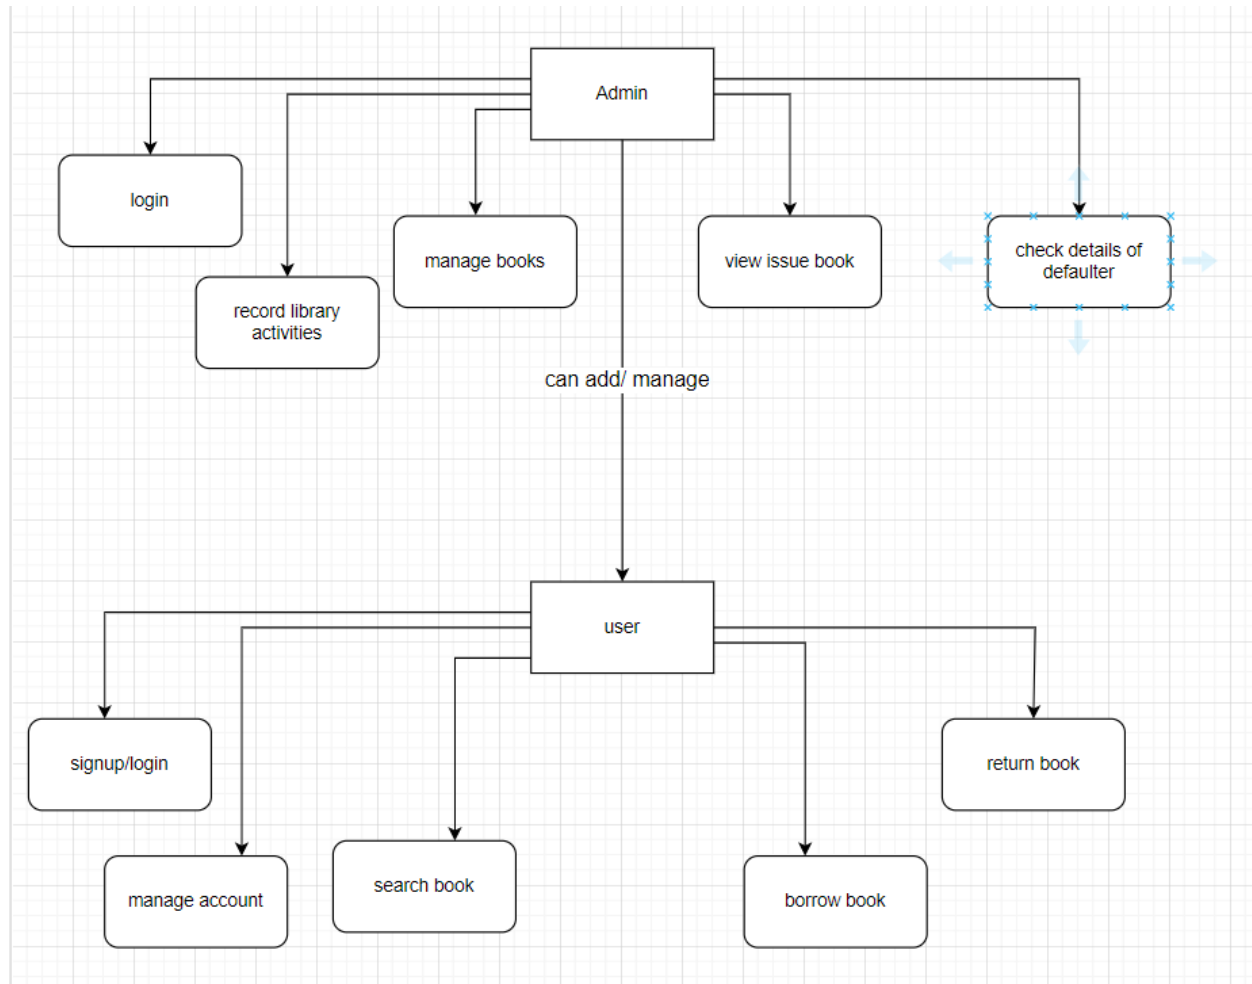 Admin
login
manage books
view issue book
check details of
defaulter
record library
activities
can add/ manage
user
signup/login
return book
manage account
search book
borrow book